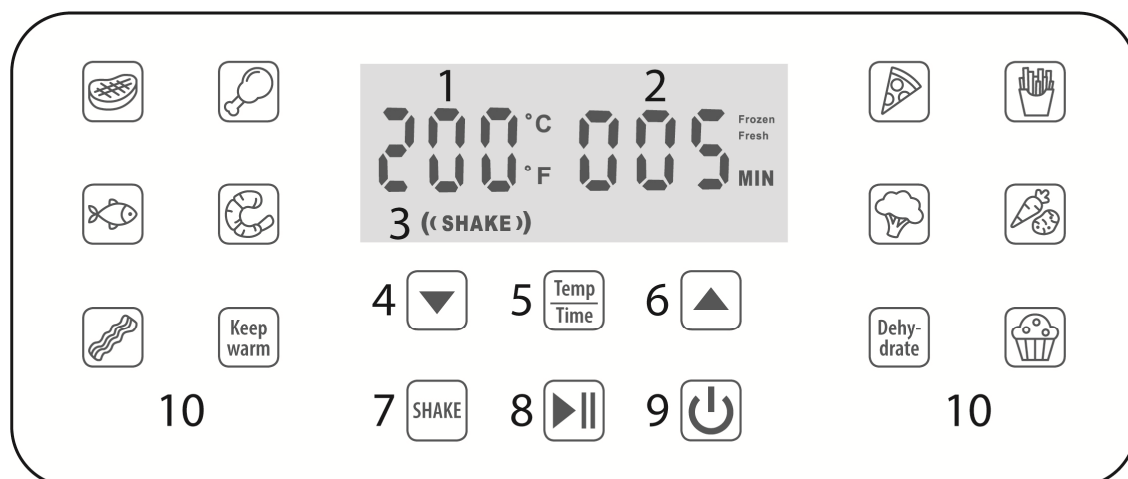 1 2
200 °C 005 Frozen
Fresh
°F MIN
3 ((SHAKE))
4 5 Temp
Time 6
Keep
warm
Dehy-
drate
10 7 SHAKE 8 9 10